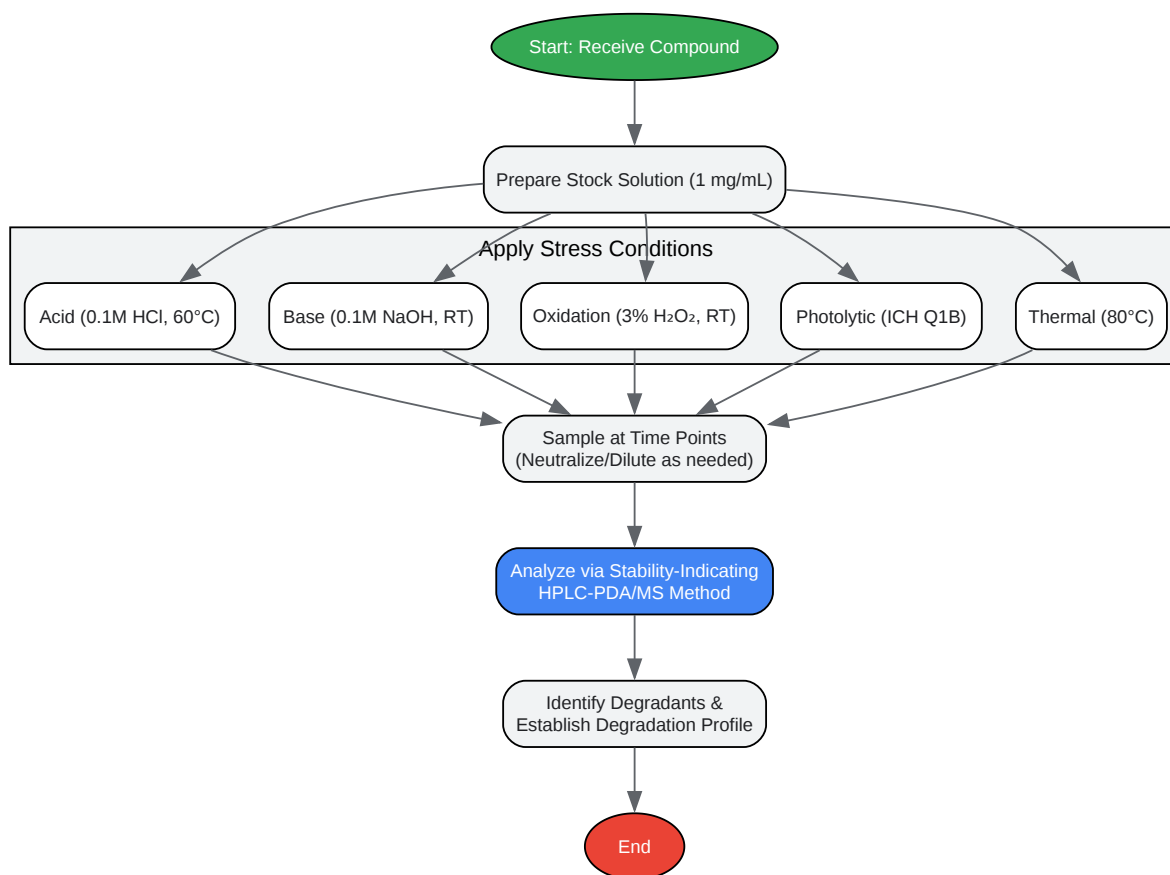 Start: Receive Compound
Prepare Stock Solution (1 mg/mL)
Apply Stress Conditions
Acid (0.1M HCl, 60°C)
Base (0.1M NaOH, RT)
Oxidation (3% H₂O₂, RT)
Photolytic (ICH Q1B)
Thermal (80°C)
Sample at Time Points
(Neutralize/Dilute as needed)
Analyze via Stability-Indicating
HPLC-PDA/MS Method
Identify Degradants &
Establish Degradation Profile
End